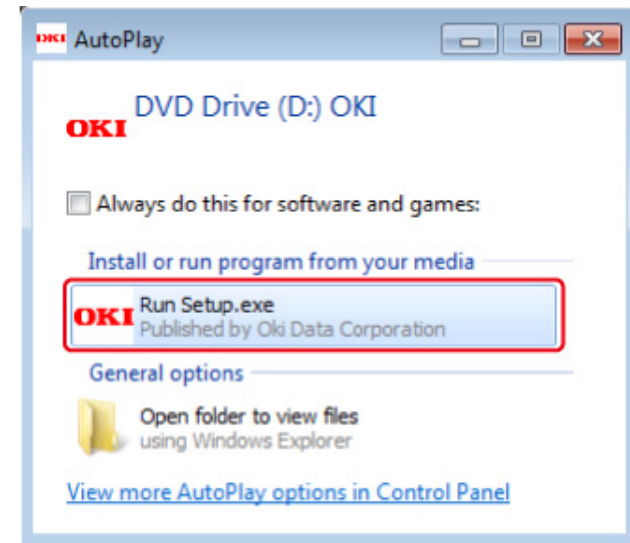 OKI AutoPlay
DVD Drive (D:) OKI
OKI
Always do this for software and games:
Install or run program from your media
OKI Run Setup.exe
Published by Oki Data Corporation
General options
Open folder to view files
using Windows Explorer
View more AutoPlay options in Control Panel